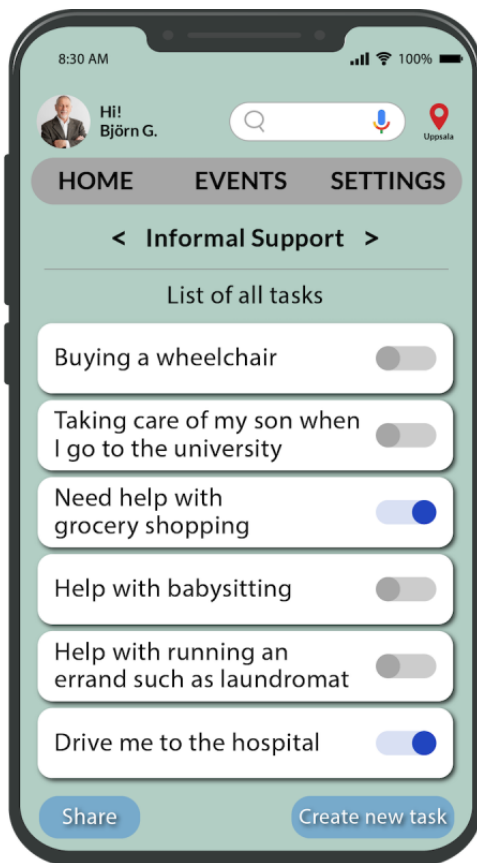 8:30 AM
100%
Hi!
Björn G.
Uppsala
HOME EVENTS SETTINGS
< Informal Support >
List of all tasks
Buying a wheelchair
Taking care of my son when
I go to the university
Need help with
grocery shopping
Help with babysitting
Help with running an
errand such as laundromat
Drive me to the hospital
Share
Create new task